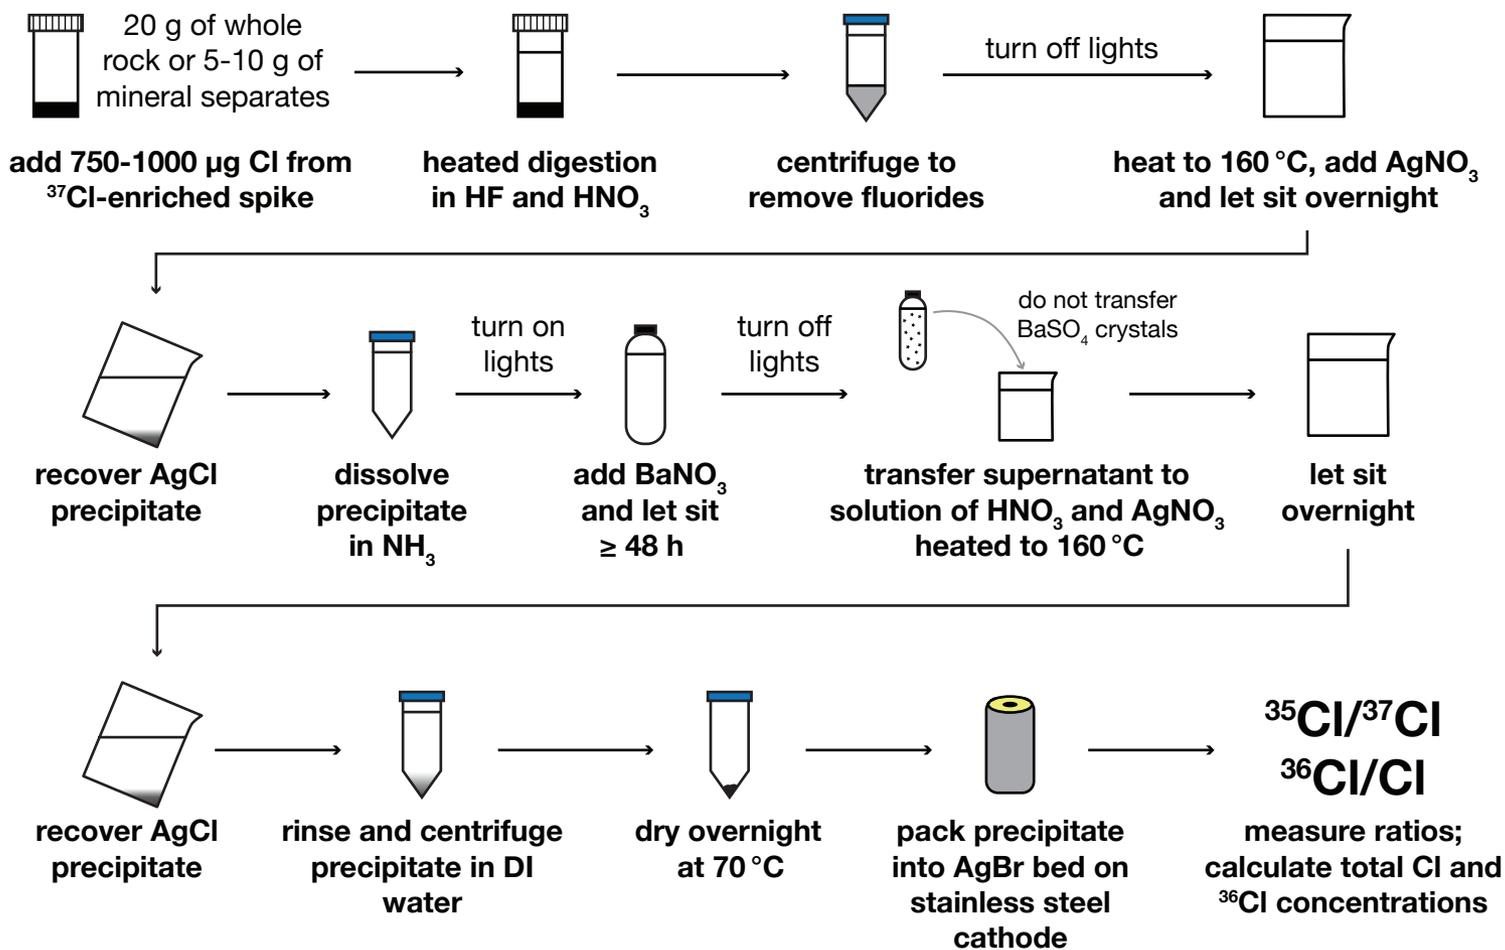 20 g of whole
rock or 5-10 g of
mineral separates
add 750-1000 µg Cl from
³⁷Cl-enriched spike
heated digestion
in HF and HNO₃
centrifuge to
remove fluorides
turn off lights
heat to 160 °C, add AgNO₃
and let sit overnight
recover AgCl
precipitate
dissolve
precipitate
in NH₃
turn on
lights
add BaNO₃
and let sit
≥ 48 h
turn off
lights
do not transfer
BaSO₄ crystals
transfer supernatant to
solution of HNO₃ and AgNO₃
heated to 160 °C
let sit
overnight
recover AgCl
precipitate
rinse and centrifuge
precipitate in DI
water
dry overnight
at 70 °C
pack precipitate
into AgBr bed on
stainless steel
cathode
³⁵Cl/³⁷Cl
³⁶Cl/Cl
measure ratios;
calculate total Cl and
³⁶Cl concentrations